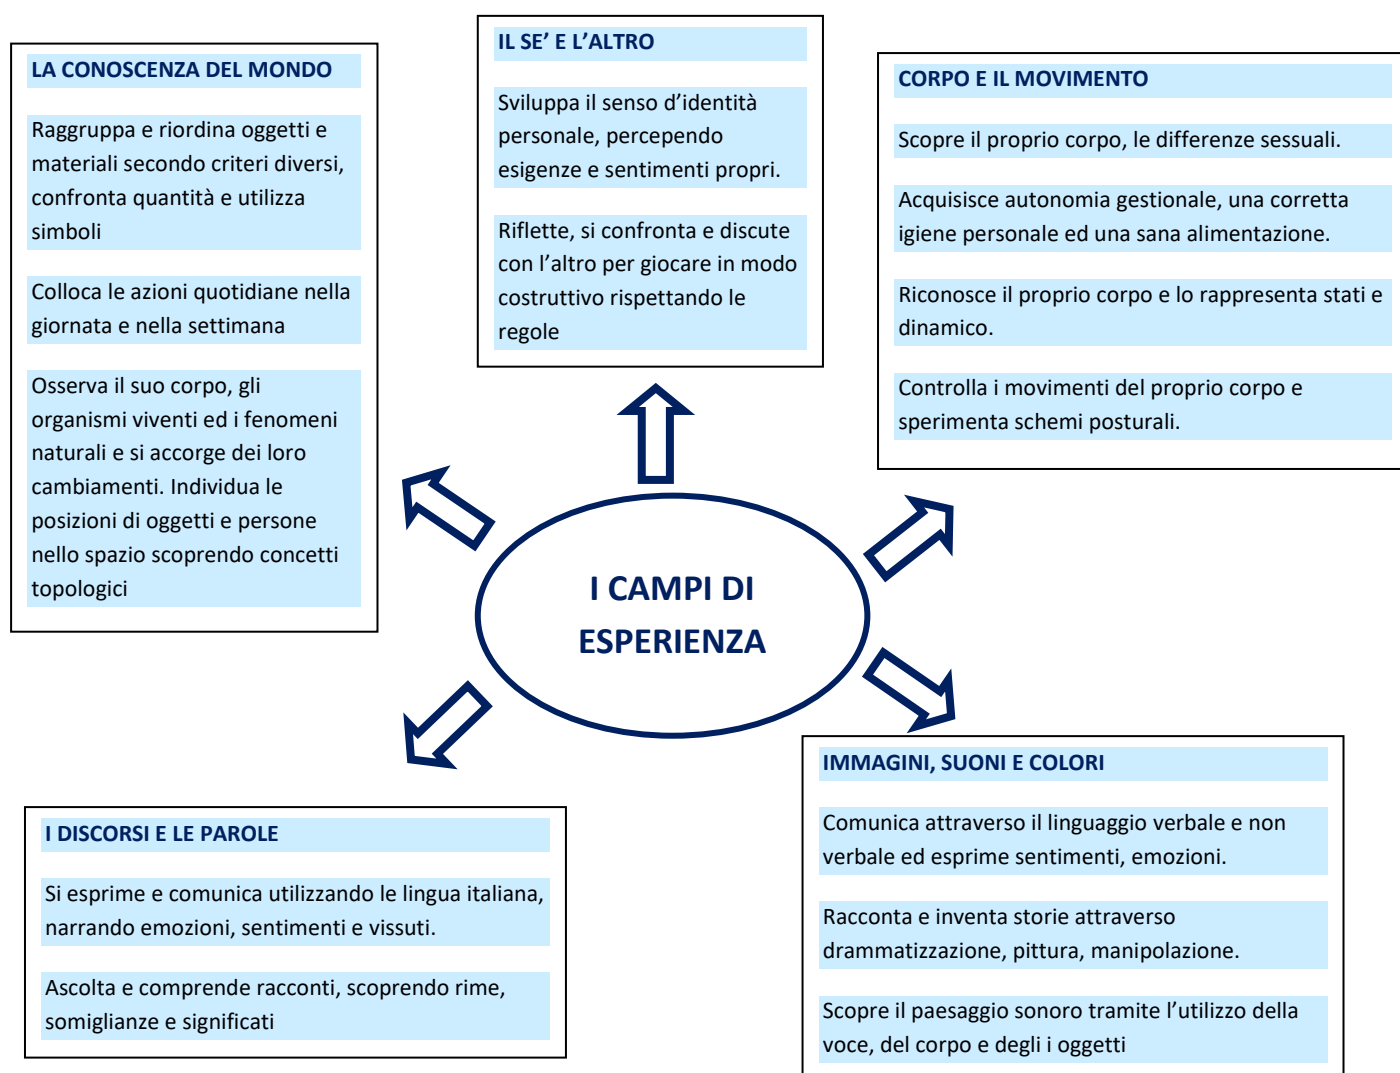 LA CONOSCENZA DEL MONDO
Raggruppa e riordina oggetti e
materiali secondo criteri diversi,
confronta quantità e utilizza
simboli
Colloca le azioni quotidiane nella
giornata e nella settimana
Osserva il suo corpo, gli
organismi viventi ed i fenomeni
naturali e si accorge dei loro
cambiamenti. Individua le
posizioni di oggetti e persone
nello spazio scoprendo concetti
topologici
IL SE’ E L’ALTRO
Sviluppa il senso d’identità
personale, percependo
esigenze e sentimenti propri.
Riflette, si confronta e discute
con l’altro per giocare in modo
costruttivo rispettando le
regole
CORPO E IL MOVIMENTO
Scopre il proprio corpo, le differenze sessuali.
Acquisisce autonomia gestionale, una corretta
igiene personale ed una sana alimentazione.
Riconosce il proprio corpo e lo rappresenta stati e
dinamico.
Controlla i movimenti del proprio corpo e
sperimenta schemi posturali.
I CAMPI DI
ESPERIENZA
I DISCORSI E LE PAROLE
Si esprime e comunica utilizzando le lingua italiana,
narrando emozioni, sentimenti e vissuti.
Ascolta e comprende racconti, scoprendo rime,
somiglianze e significati
IMMAGINI, SUONI E COLORI
Comunica attraverso il linguaggio verbale e non
verbale ed esprime sentimenti, emozioni.
Racconta e inventa storie attraverso
drammatizzazione, pittura, manipolazione.
Scopre il paesaggio sonoro tramite l’utilizzo della
voce, del corpo e degli i oggetti